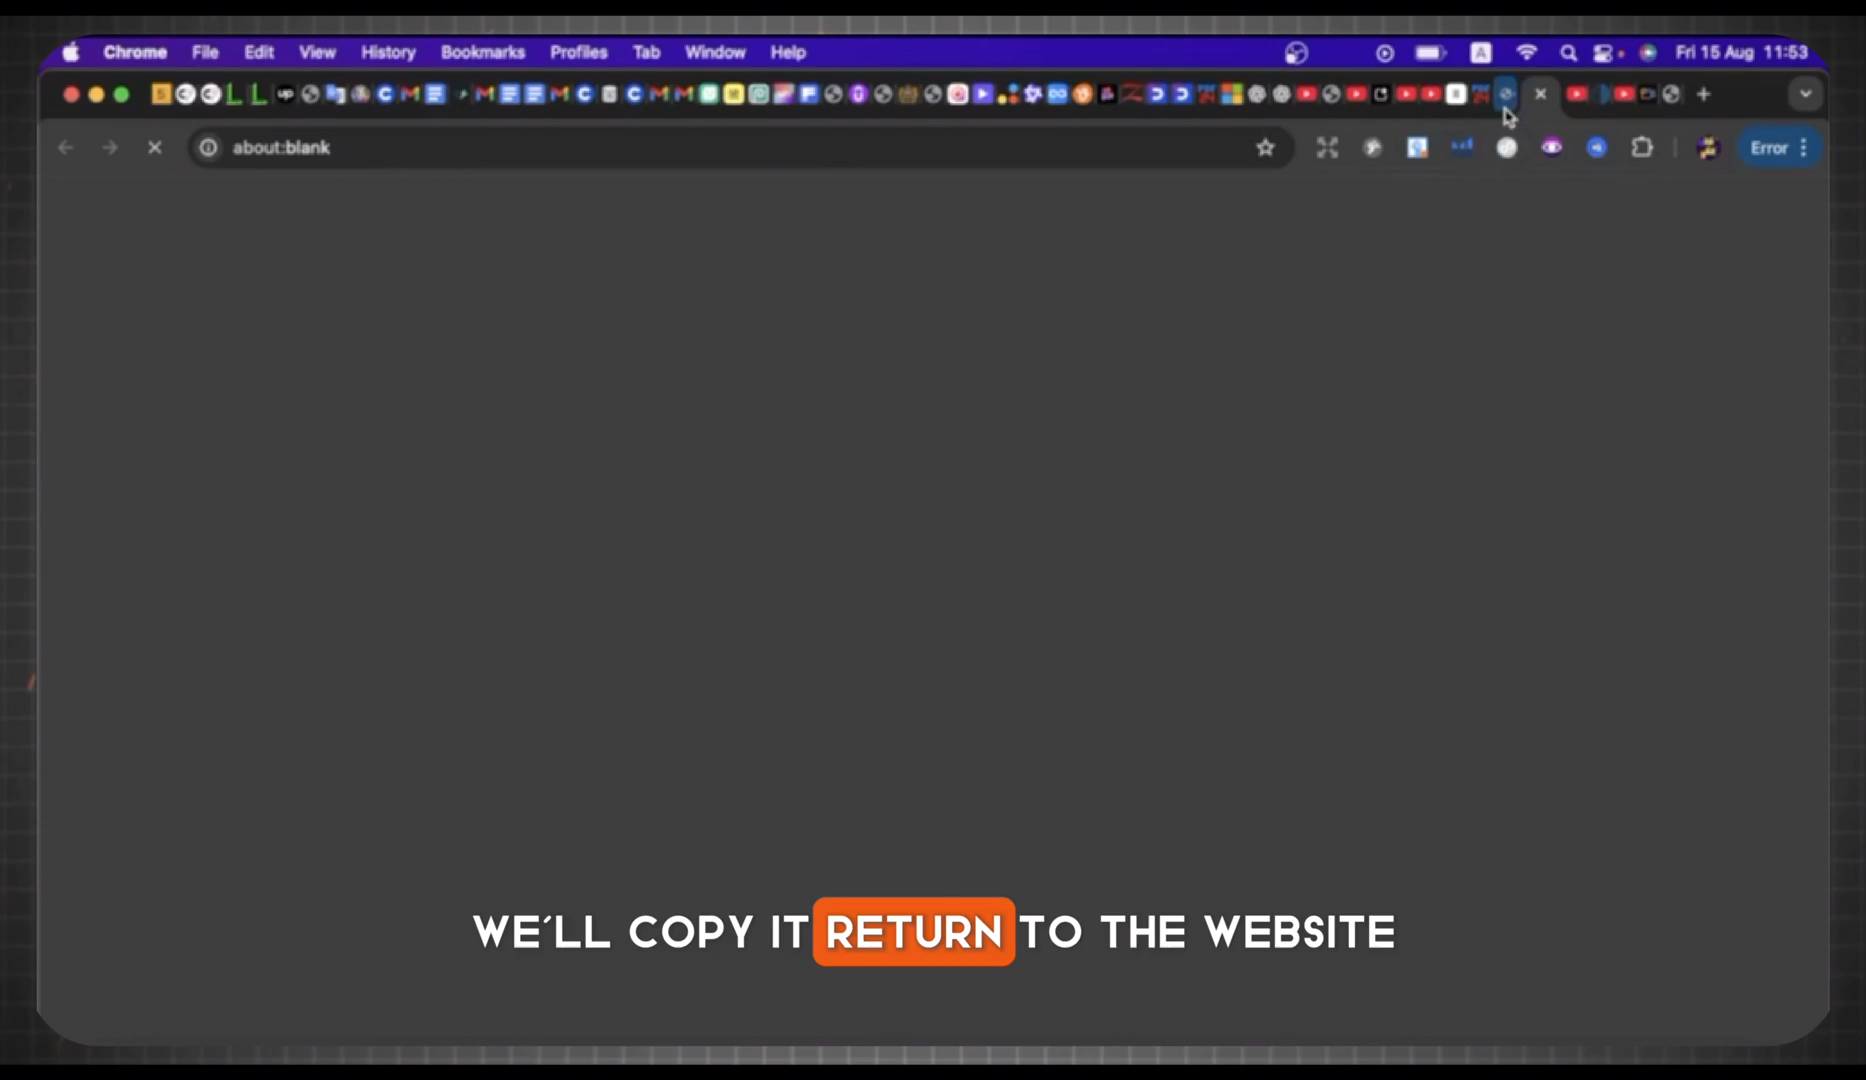 Chrome File Edit View History Bookmarks Profiles Tab Window Help A Fri 15 Aug 11:53
about:blank Error
WE'LL COPY IT RETURN TO THE WEBSITE